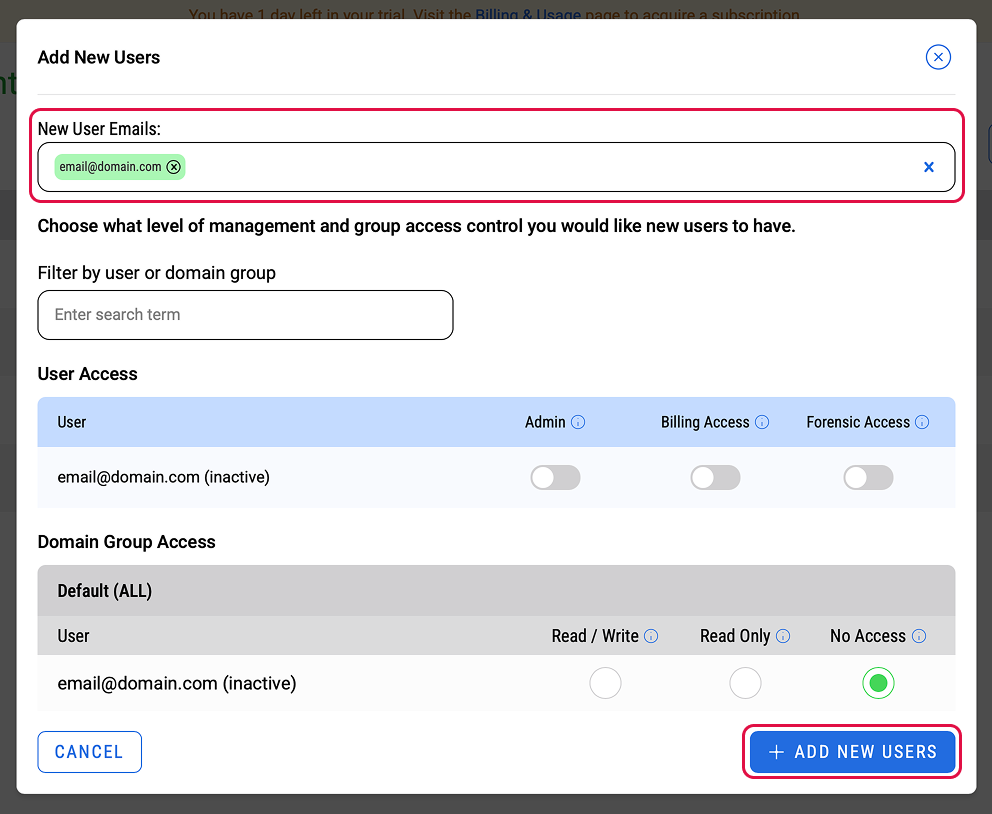 You have 1 day left in your trial. Visit the Billing & Usage page to acquire a subscription
Add New Users
New User Emails:
email@domain.com
Choose what level of management and group access control you would like new users to have.
Filter by user or domain group
Enter search term
User Access
User Admin Billing Access Forensic Access
email@domain.com (inactive)
Domain Group Access
Default (ALL)
User Read / Write Read Only No Access
email@domain.com (inactive)
CANCEL + ADD NEW USERS